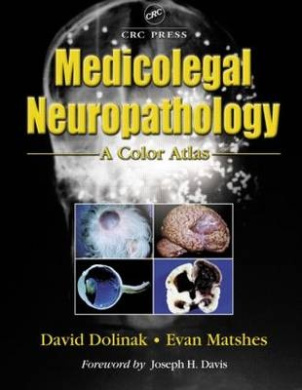 CRC
CRC PRESS
Medicolegal
Neuropathology
A Color Atlas
David Dolinak • Evan Matshes
Foreword by Joseph H. Davis